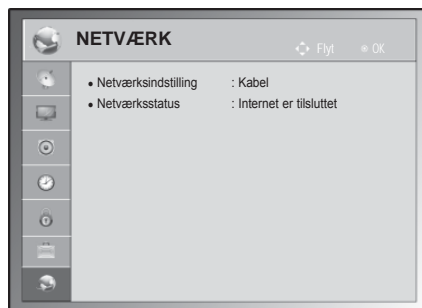 NETVÆRK
Flyt OK
• Netværksindstilling : Kabel
• Netværksstatus : Internet er tilsluttet